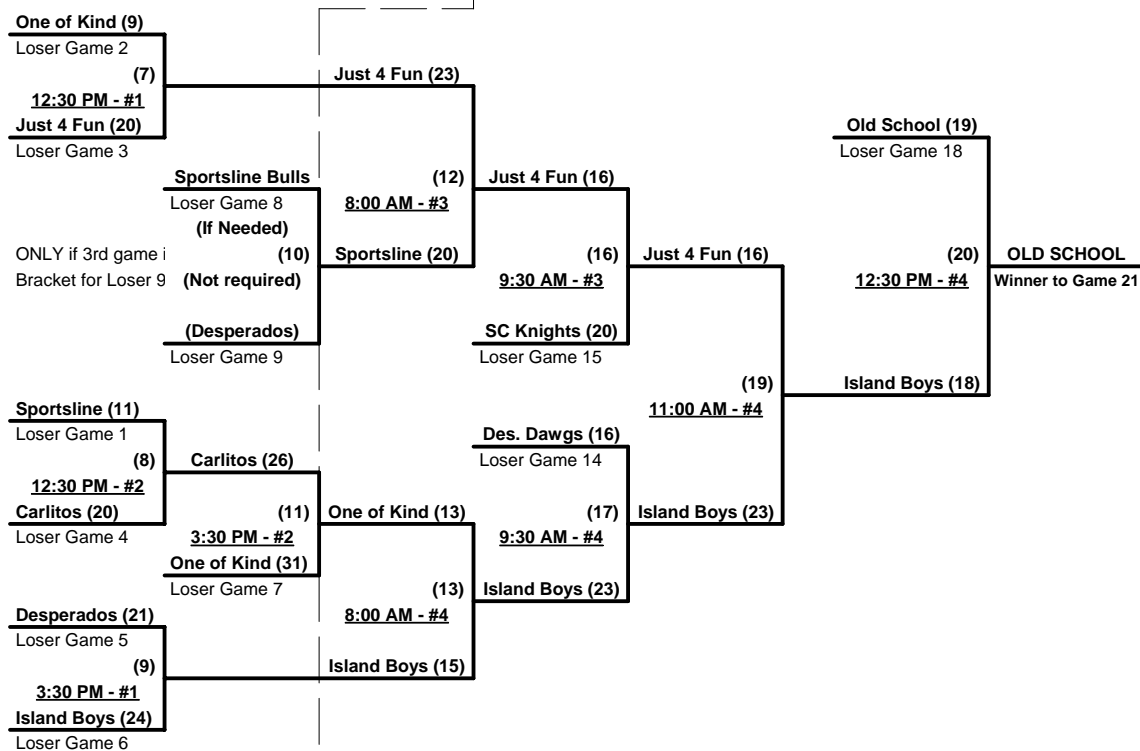 One of Kind (9)
Loser Game 2
(7)
12:30 PM - #1
Just 4 Fun (20)
Loser Game 3
Just 4 Fun (23)
Sportsline Bulls
Loser Game 8
(If Needed)
ONLY if 3rd game i
(10)
Bracket for Loser 9
(Not required)
(Desperados)
Loser Game 9
(12)
8:00 AM - #3
Sportsline (20)
Just 4 Fun (16)
(16)
9:30 AM - #3
SC Knights (20)
Loser Game 15
Just 4 Fun (16)
Old School (19)
Loser Game 18
(20)
12:30 PM - #4
OLD SCHOOL
Winner to Game 21
Island Boys (18)
(19)
11:00 AM - #4
Sportsline (11)
Loser Game 1
(8)
12:30 PM - #2
Carlitos (20)
Loser Game 4
Carlitos (26)
(11)
3:30 PM - #2
One of Kind (31)
Loser Game 7
One of Kind (13)
Des. Dawgs (16)
Loser Game 14
(17)
9:30 AM - #4
Island Boys (23)
Island Boys (23)
(13)
8:00 AM - #4
Island Boys (15)
Desperados (21)
Loser Game 5
(9)
3:30 PM - #1
Island Boys (24)
Loser Game 6